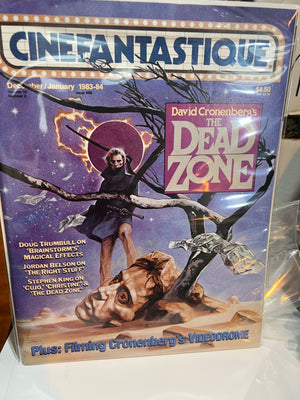 CINEFANTASTIQUE
December/January 1983-84
$4.50
David Cronenberg's
THE
DEAD
ZONE
DOUG TRUMBULL ON
"BRAINSTORM'S"
MAGICAL EFFECTS
JORDAN BELSON ON
"THE RIGHT STUFF"
STEPHEN KING ON
"CUJO," "CHRISTINE" &
"THE DEAD ZONE"
Plus: Filming Cronenberg's VIDEODROME